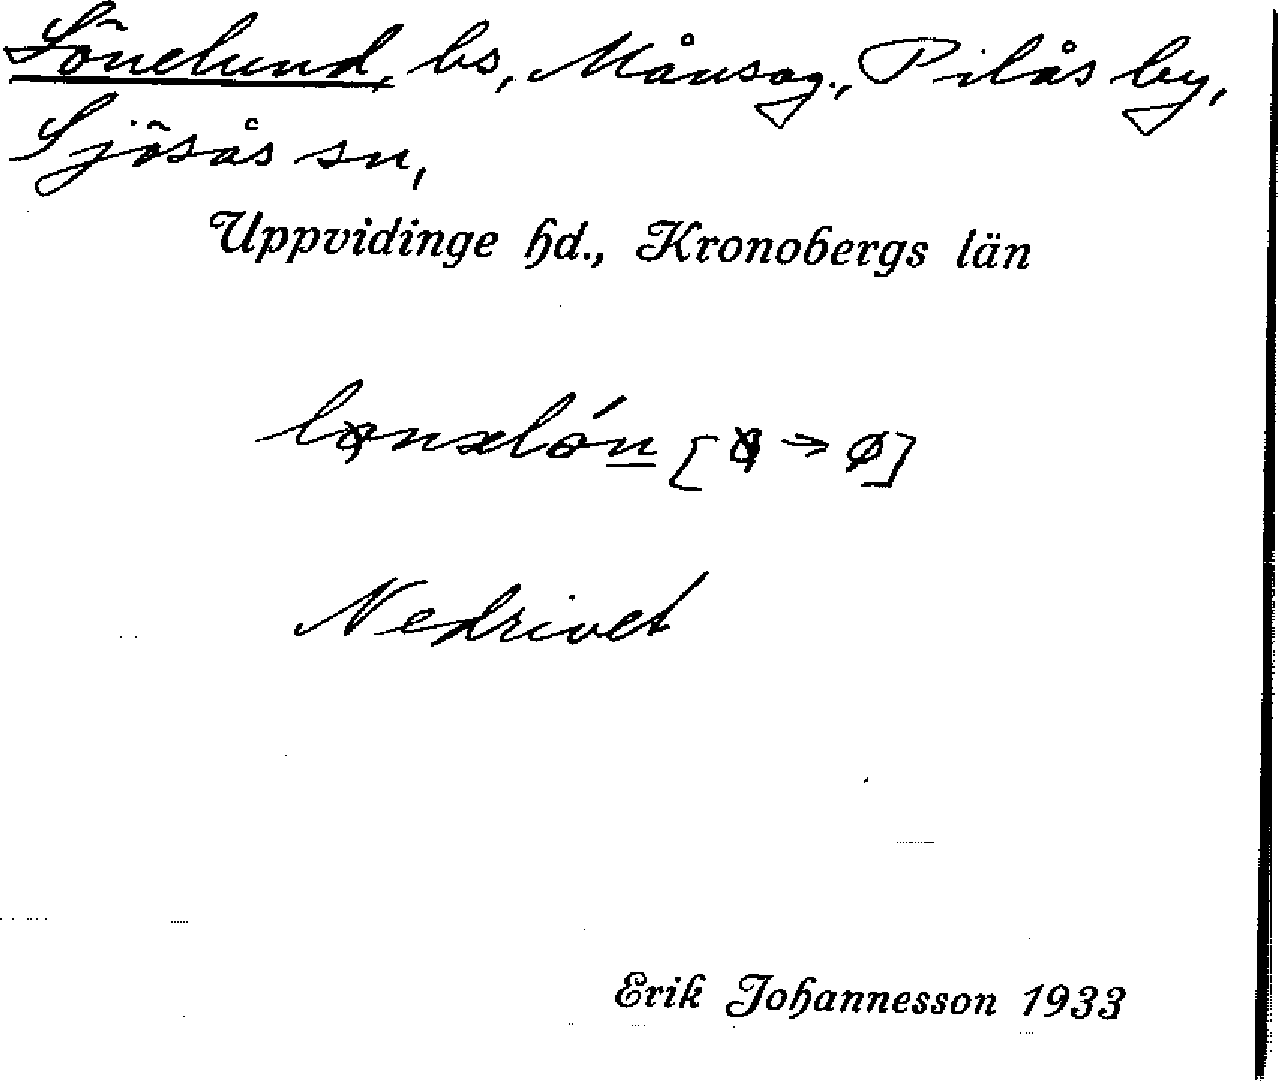 Lönelund, bs, Månsag., Pilås by,
Sjösås sn,
Uppvidinge hd., Kronobergs län
Nedrivet
Erik Johannesson 1933